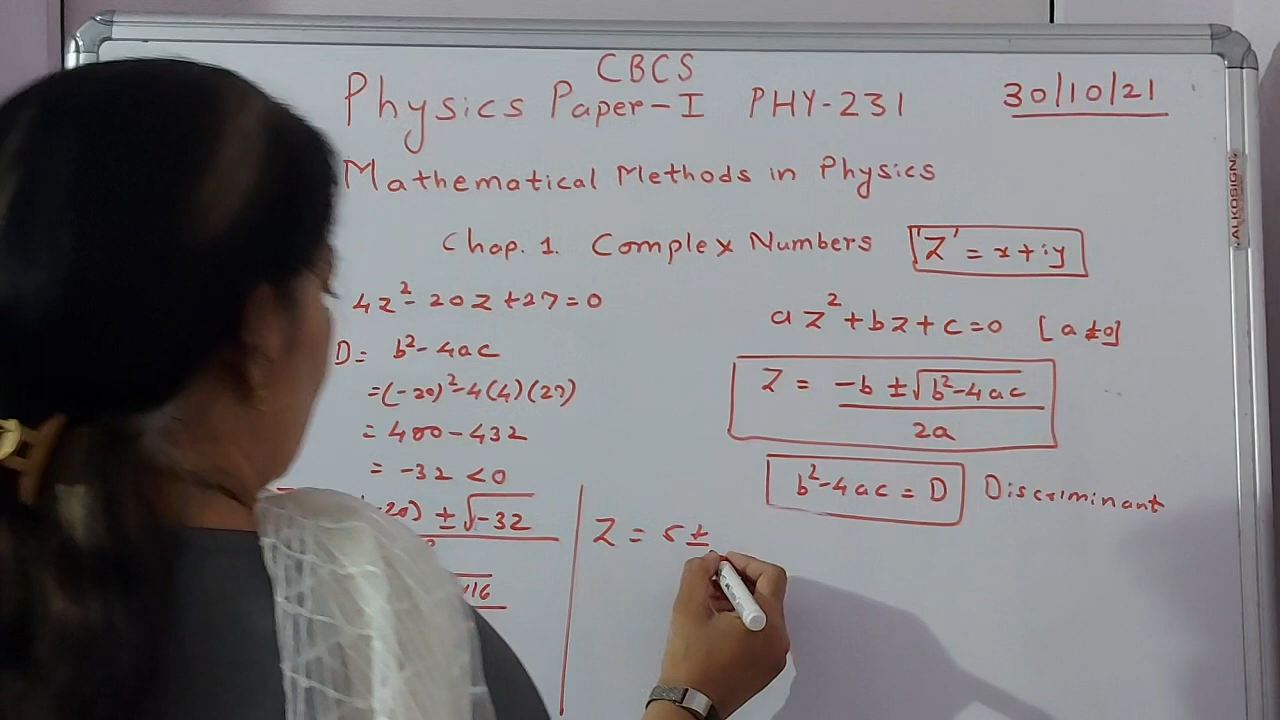 CBCS
Physics Paper-I PHY-231 30/10/21
Mathematical Methods in Physics
Chap. 1. Complex Numbers "Z" = x+iy
4z²-20z+27=0
D= b²-4ac
=(-20)²-4(4)(27)
= 400-432
= -32 <0
20) ± √-32
az²+bz+c=0 [a≠0]
Z = -b ± √b²-4ac
2a
b²-4ac = D Discriminant
Z = 5 ±
ALKOSIGN